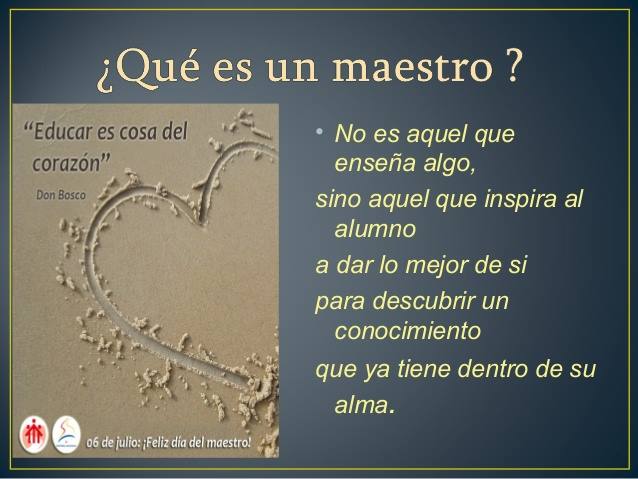 ¿Qué es un maestro ?
“Educar es cosa del
corazón”
Don Bosco
06 de julio: ¡Feliz día del maestro!
• No es aquel que
enseña algo,
sino aquel que inspira al
alumno
a dar lo mejor de si
para descubrir un
conocimiento
que ya tiene dentro de su
alma.